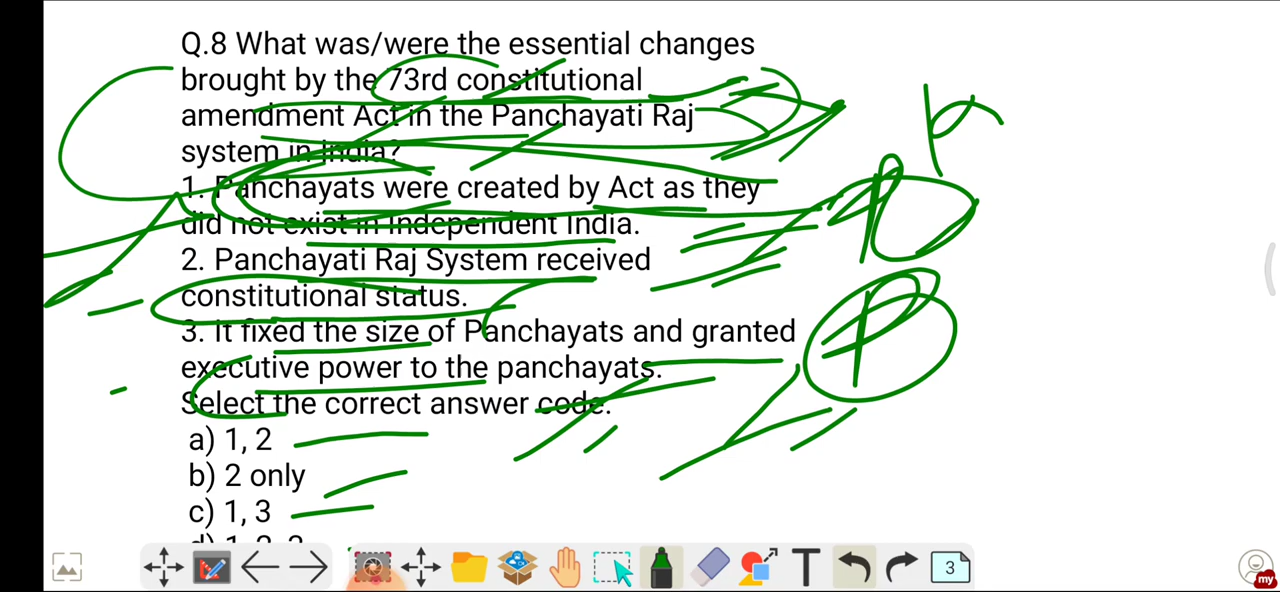 Q.8 What was/were the essential changes
brought by the 73rd constitutional
amendment Act in the Panchayati Raj
system in India?
1. Panchayats were created by Act as they
did not exist in Independent India.
2. Panchayati Raj System received
constitutional status.
3. It fixed the size of Panchayats and granted
executive power to the panchayats.
Select the correct answer code.
a) 1, 2
b) 2 only
c) 1, 3
T
3
my